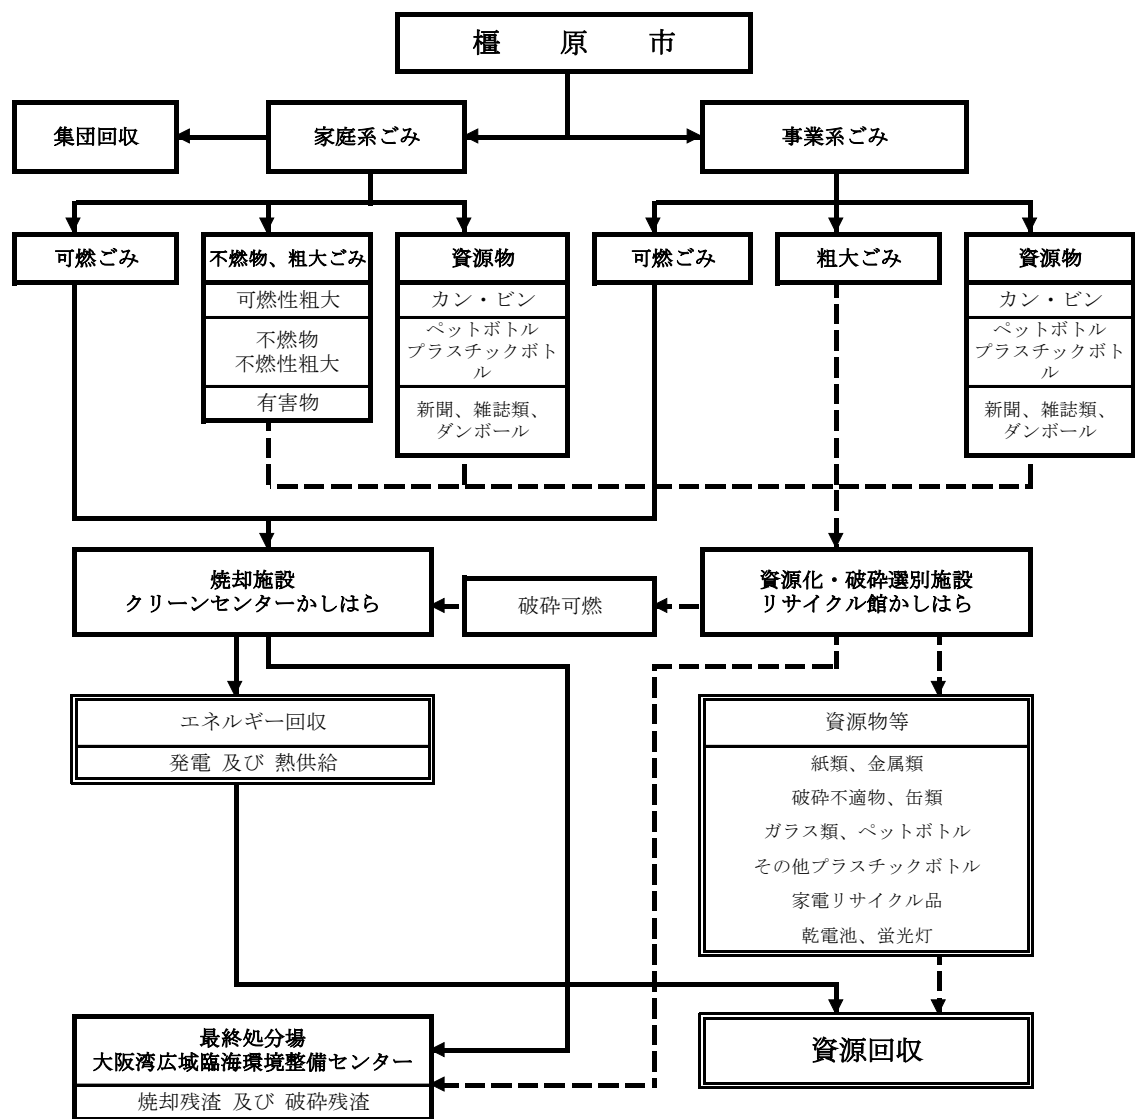 橿原市
集団回収
家庭系ごみ
事業系ごみ
可燃ごみ
不燃物、粗大ごみ
可燃性粗大
不燃物
不燃性粗大
有害物
資源物
カン・ビン
ペットボトル
プラスチックボト
ル
新聞、雑誌類、
ダンボール
可燃ごみ
粗大ごみ
資源物
カン・ビン
ペットボトル
プラスチックボト
ル
新聞、雑誌類、
ダンボール
焼却施設
クリーンセンターかしはら
破砕可燃
資源化・破砕選別施設
リサイクル館かしはら
エネルギー回収
発電 及び 熱供給
資源物等
紙類、金属類
破砕不適物、缶類
ガラス類、ペットボトル
その他プラスチックボトル
家電リサイクル品
乾電池、蛍光灯
最終処分場
大阪湾広域臨海環境整備センター
焼却残渣 及び 破砕残渣
資源回収